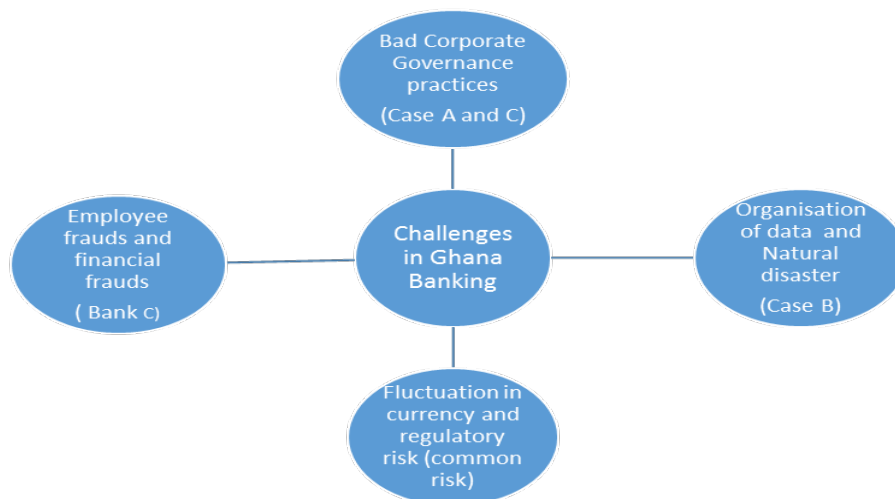 Bad Corporate
Governance
practices
(Case A and C)
Employee
frauds and
financial
frauds
( Bank C)
Challenges
in Ghana
Banking
Organisation
of data and
Natural
disaster
(Case B)
Fluctuation in
currency and
regulatory
risk (common
risk)